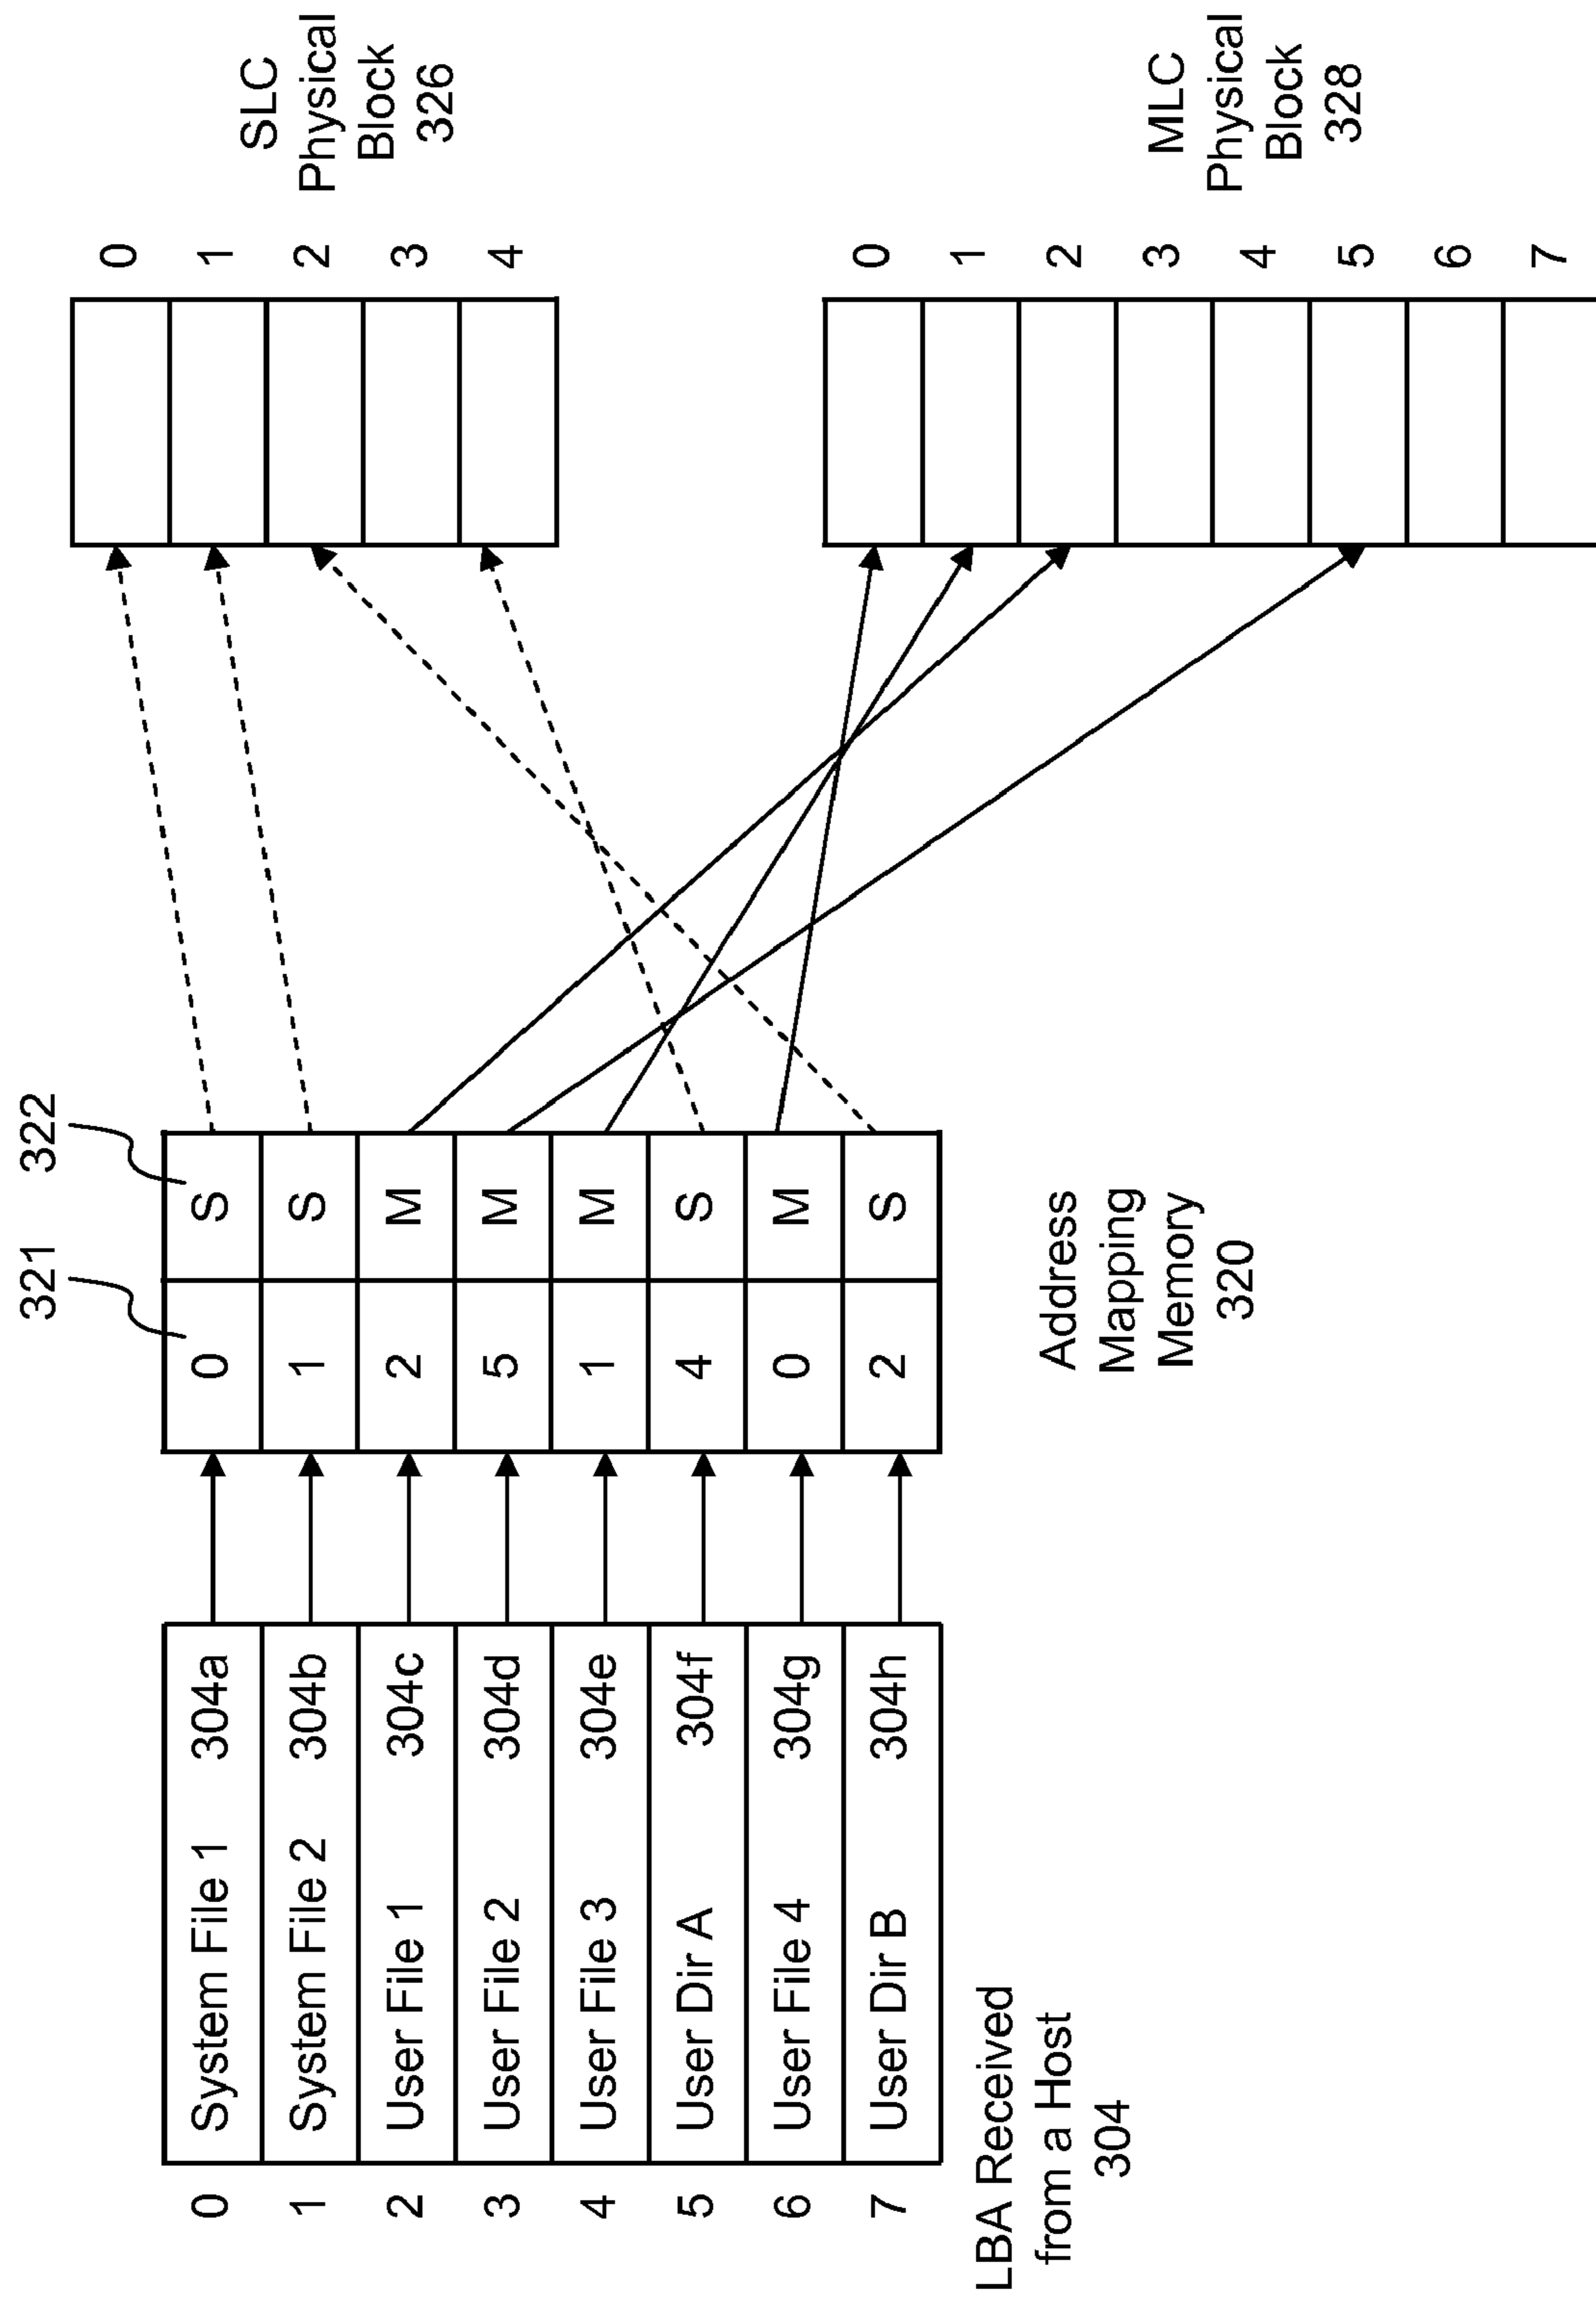 321 322
0 System File 1 304a 0 S
1 System File 2 304b 1 S
2 User File 1 304c 2 M
3 User File 2 304d 5 M
4 User File 3 304e 1 M
5 User Dir A 304f 4 S
6 User File 4 304g 0 M
7 User Dir B 304h 2 S
LBA Received
from a Host
304
Address
Mapping
Memory
320
0
1
2
3
4
SLC
Physical
Block
326
0
1
2
3
4
5
6
7
MLC
Physical
Block
328